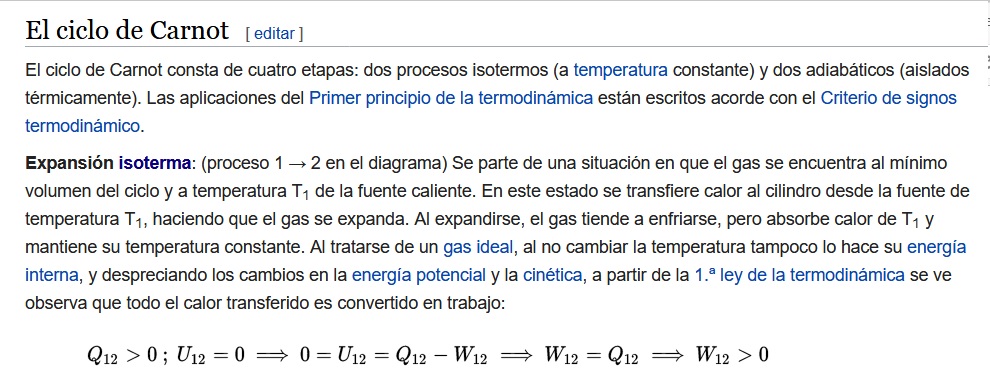 El ciclo de Carnot [ editar ]
El ciclo de Carnot consta de cuatro etapas: dos procesos isotermos (a temperatura constante) y dos adiabáticos (aislados
térmicamente). Las aplicaciones del Primer principio de la termodinámica están escritos acorde con el Criterio de signos
termodinámico.
Expansión isoterma: (proceso 1 → 2 en el diagrama) Se parte de una situación en que el gas se encuentra al mínimo
volumen del ciclo y a temperatura T₁ de la fuente caliente. En este estado se transfiere calor al cilindro desde la fuente de
temperatura T₁, haciendo que el gas se expanda. Al expandirse, el gas tiende a enfriarse, pero absorbe calor de T₁ y
mantiene su temperatura constante. Al tratarse de un gas ideal, al no cambiar la temperatura tampoco lo hace su energía
interna, y despreciando los cambios en la energía potencial y la cinética, a partir de la 1.ª ley de la termodinámica se ve
observa que todo el calor transferido es convertido en trabajo:
Q₁₂ > 0 ; U₁₂ = 0 ⟹ 0 = U₁₂ = Q₁₂ − W₁₂ ⟹ W₁₂ = Q₁₂ ⟹ W₁₂ > 0